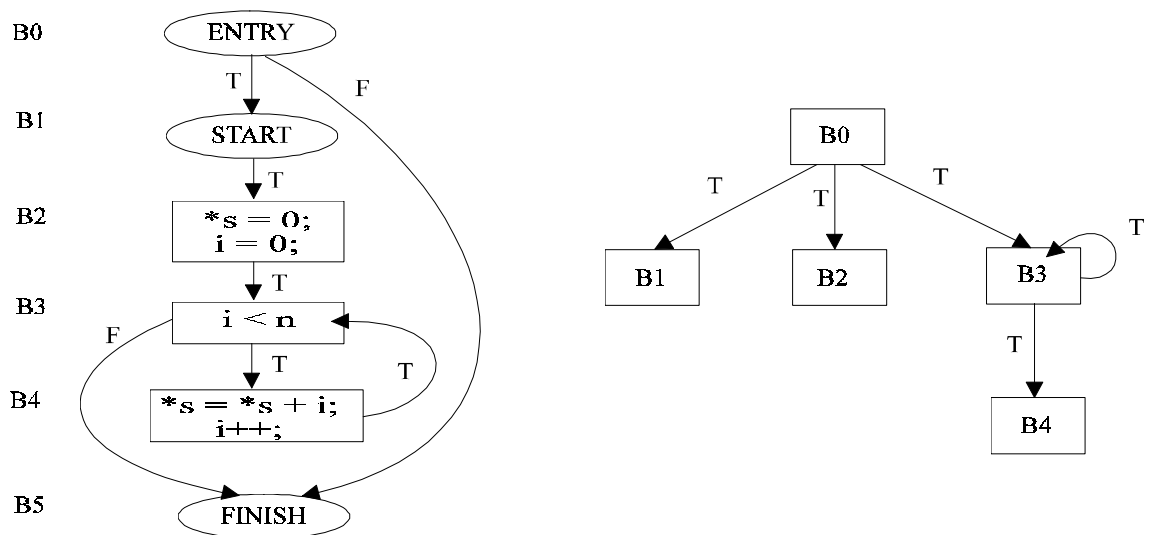 B0
ENTRY
T
F
B1
START
T
B2
*s = 0;
i = 0;
T
B3
i < n
F
T
T
B4
*s = *s + i;
i++;
B5
FINISH
B0
T
T
T
B1
B2
B3
T
T
B4